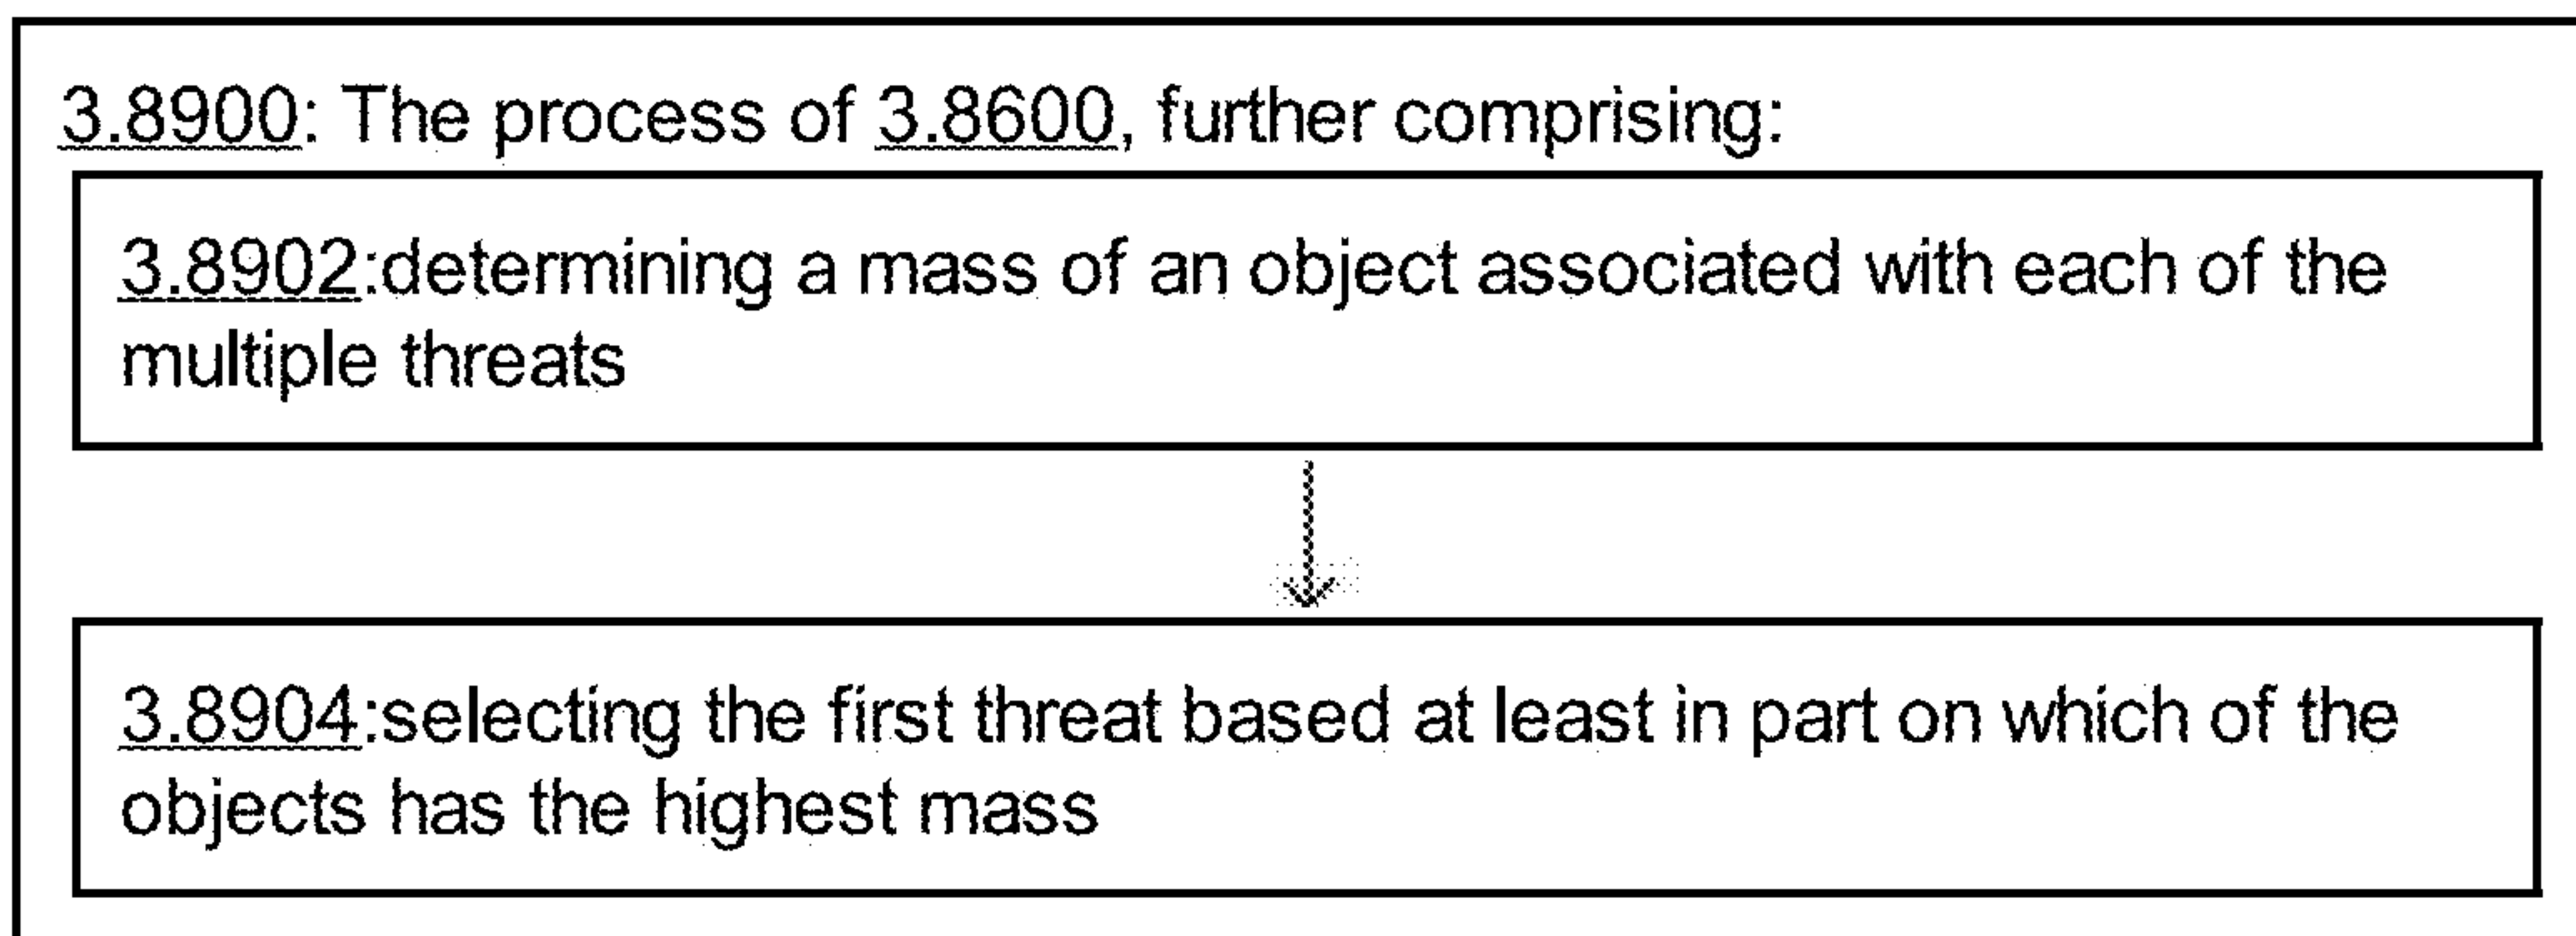 3.8900: The process of 3.8600, further comprising:
3.8902:determining a mass of an object associated with each of the
multiple threats
3.8904:selecting the first threat based at least in part on which of the
objects has the highest mass